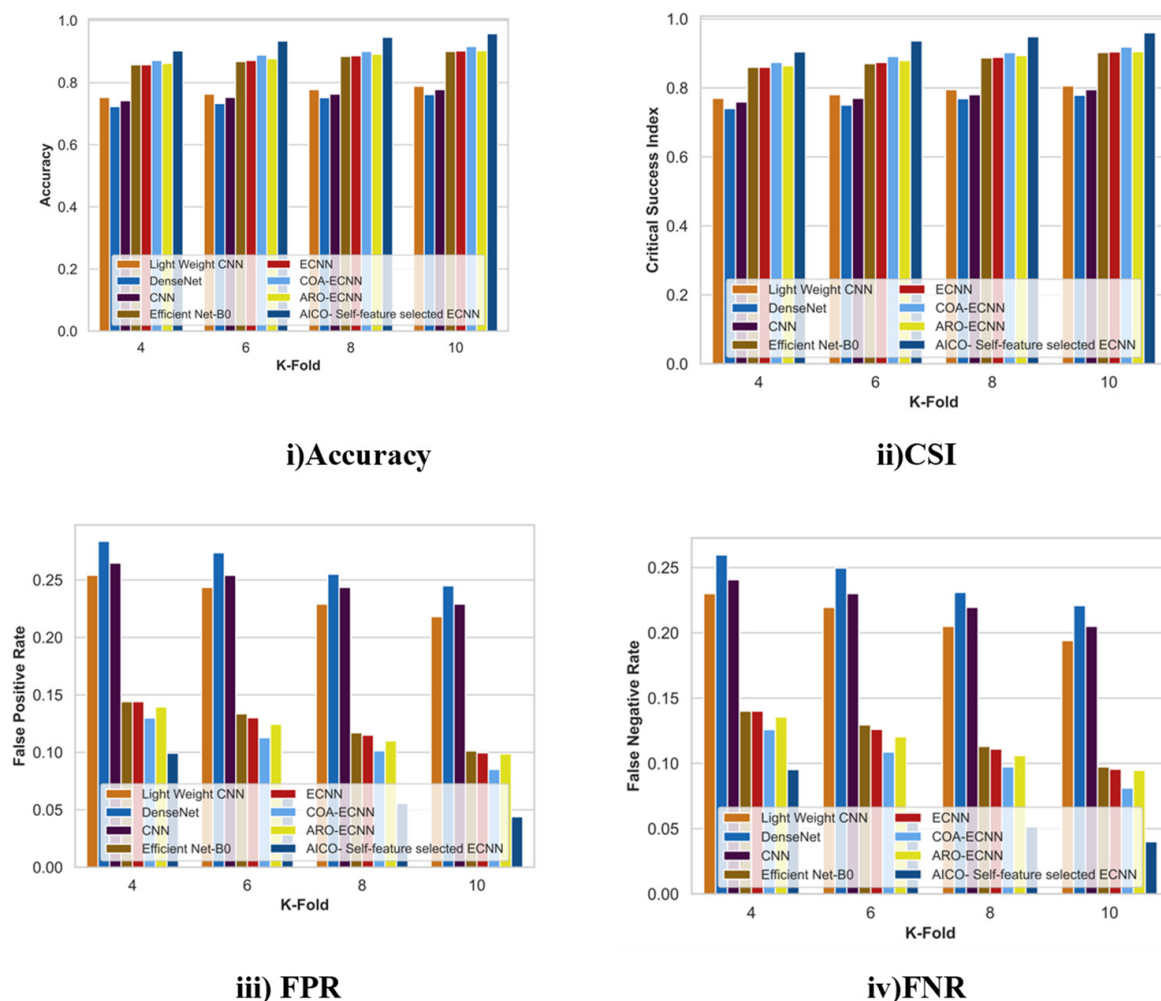 1.0
0.8
0.6
0.4
0.2
0.0
Accuracy
Light Weight CNN
DenseNet
CNN
Efficient Net-B0
ECNN
COA-ECNN
ARO-ECNN
AICO- Self-feature selected ECNN
4 6 8 10
K-Fold
i)Accuracy
1.0
0.8
0.6
0.4
0.2
0.0
Critical Success Index
Light Weight CNN
DenseNet
CNN
Efficient Net-B0
ECNN
COA-ECNN
ARO-ECNN
AICO- Self-feature selected ECNN
4 6 8 10
K-Fold
ii)CSI
0.25
0.20
0.15
0.10
0.05
0.00
False Positive Rate
Light Weight CNN
DenseNet
CNN
Efficient Net-B0
ECNN
COA-ECNN
ARO-ECNN
AICO- Self-feature selected ECNN
4 6 8 10
K-Fold
iii) FPR
0.25
0.20
0.15
0.10
0.05
0.00
False Negative Rate
Light Weight CNN
DenseNet
CNN
Efficient Net-B0
ECNN
COA-ECNN
ARO-ECNN
AICO- Self-feature selected ECNN
4 6 8 10
K-Fold
iv)FNR